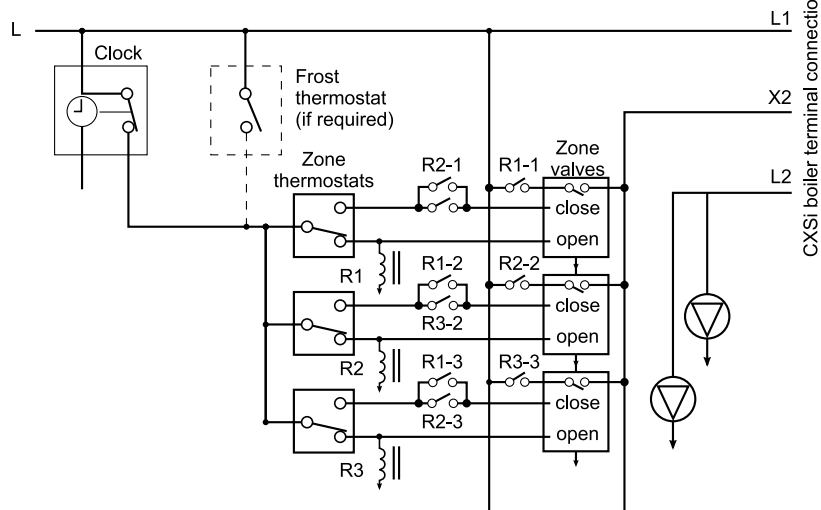 L
L1
Clock
Frost
thermostat
(if required)
X2
Zone
thermostats
R2-1
R1-1
Zone
valves
L2
close
open
R1
R1-2
R2-2
close
R3-2
open
R2
R1-3
R3-3
close
R2-3
open
R3
CXSi boiler terminal